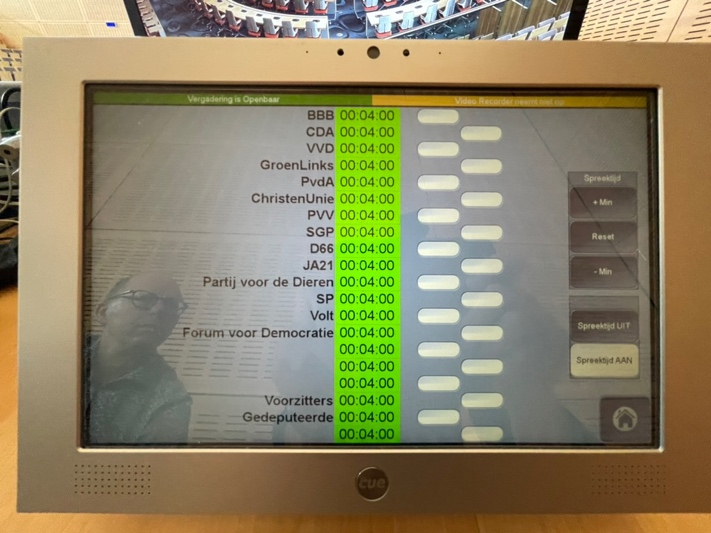 Vergadering is Openbaar
Video Recorder neemt niet op
BBB 00:04:00
CDA 00:04:00
VVD 00:04:00
GroenLinks 00:04:00
PvdA 00:04:00
ChristenUnie 00:04:00
PVV 00:04:00
SGP 00:04:00
D66 00:04:00
JA21 00:04:00
Partij voor de Dieren 00:04:00
SP 00:04:00
Volt 00:04:00
Forum voor Democratie 00:04:00
00:04:00
00:04:00
00:04:00
Voorzitters 00:04:00
Gedeputeerde 00:04:00
00:04:00
Spreektijd
+ Min
Reset
- Min
Spreektijd UIT
Spreektijd AAN
cue